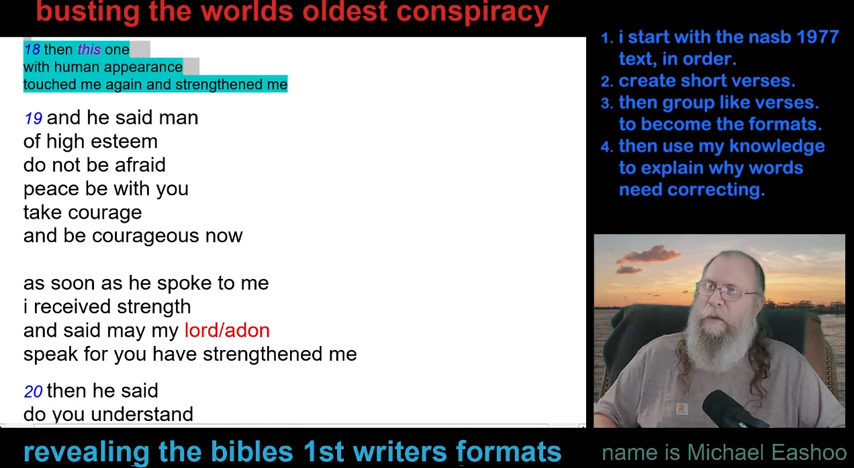 busting the worlds oldest conspiracy
18 then this one
with human appearance
touched me again and strengthened me
19 and he said man
of high esteem
do not be afraid
peace be with you
take courage
and be courageous now
as soon as he spoke to me
i received strength
and said may my lord/adon
speak for you have strengthened me
20 then he said
do you understand
revealing the bibles 1st writers formats
1. i start with the nasb 1977
text, in order.
2. create short verses.
3. then group like verses.
to become the formats.
4. then use my knowledge
to explain why words
need correcting.
name is Michael Eashoo